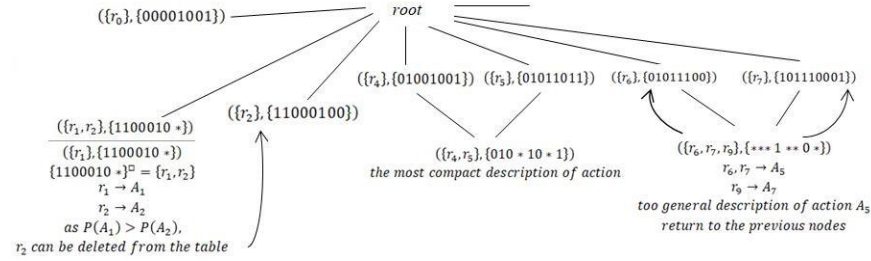 root
({r₀},{00001001})
({r₄},{01001001})
({r₅},{01011011})
({r₆},{01011100})
({r₇},{101110001})
({r₂},{11000100})
({r₁,r₂},{1100010 *})
({r₁},{1100010 *})
{1100010 *}□ = {r₁,r₂}
r₁ → A₁
r₂ → A₂
as P(A₁) > P(A₂),
r₂ can be deleted from the table
({r₄,r₅},{010 * 10 * 1})
the most compact description of action
({r₆,r₇,r₉},{*** 1 ** 0 *})
r₆,r₇ → A₅
r₉ → A₇
too general description of action A₅
return to the previous nodes